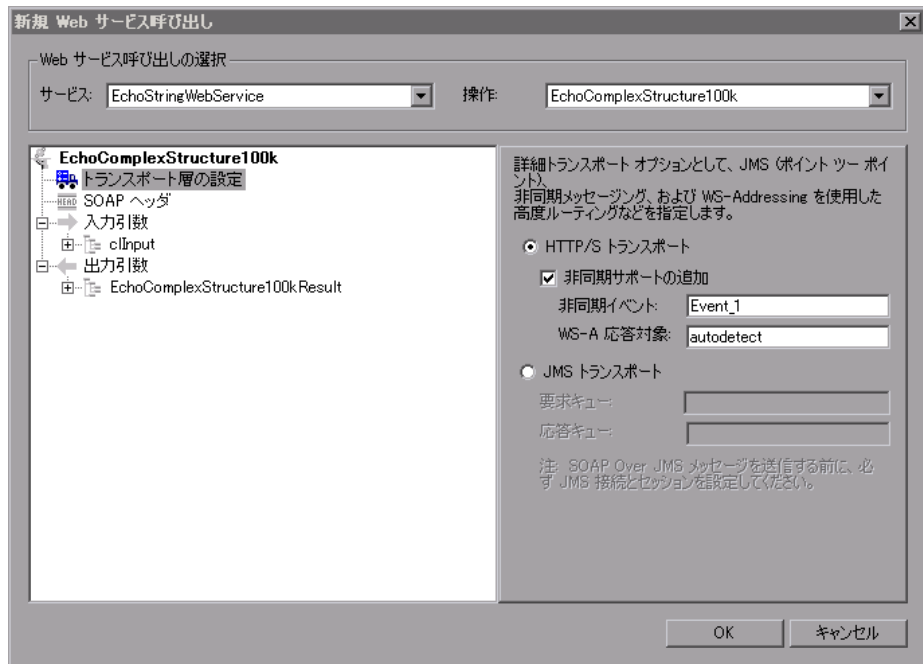 新規 Web サービス呼び出し
Web サービス呼び出しの選択
サービス: EchoStringWebService 操作: EchoComplexStructure100k
EchoComplexStructure100k
トランスポート層の設定
HEAD SOAP ヘッダ
入力引数
clInput
出力引数
EchoComplexStructure100kResult
詳細トランスポート オプションとして、JMS (ポイント ツー ポイ
ント)、
非同期メッセージング、および WS-Addressing を使用した
高度ルーティングなどを指定します。
HTTP/S トランスポート
非同期サポートの追加
非同期イベント: Event_1
WS-A 応答対象: autodetect
JMS トランスポート
要求キュー:
応答キュー:
注: SOAP Over JMS メッセージを送信する前に、必
ず JMS 接続とセッションを設定してください。
OK キャンセル